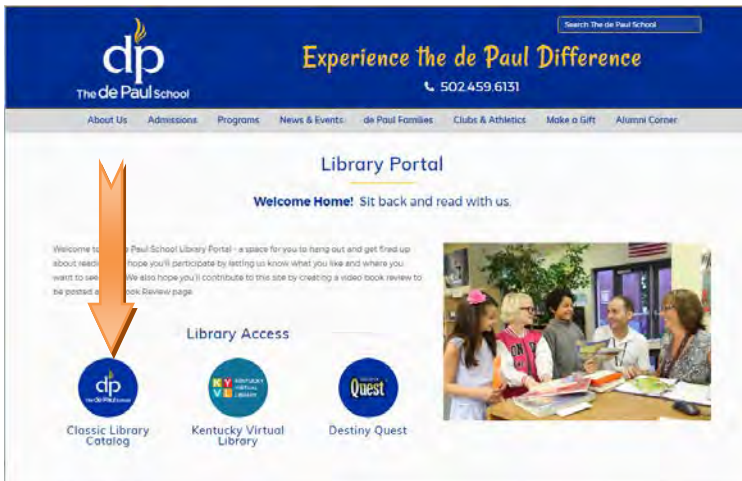 Search The de Paul School
dp
The de Paul School
Experience the de Paul Difference
502.459.6131
About Us Admissions Programs News & Events de Paul Families Clubs & Athletics Make a Gift Alumni Corner
Library Portal
Welcome Home! Sit back and read with us.
Welcome to Paul School Library Portal - a space for you to hang out and get fired up
about hope you'll participate by letting us know what you like and where you
want to We also hope you'll contribute to this site by creating a video book review to
be posted Review page.
Library Access
dp
The de Paul School
KY KENTUCKY
VL VIRTUAL
LIBRARY
Quest
Classic Library
Catalog
Kentucky Virtual
Library
Destiny Quest